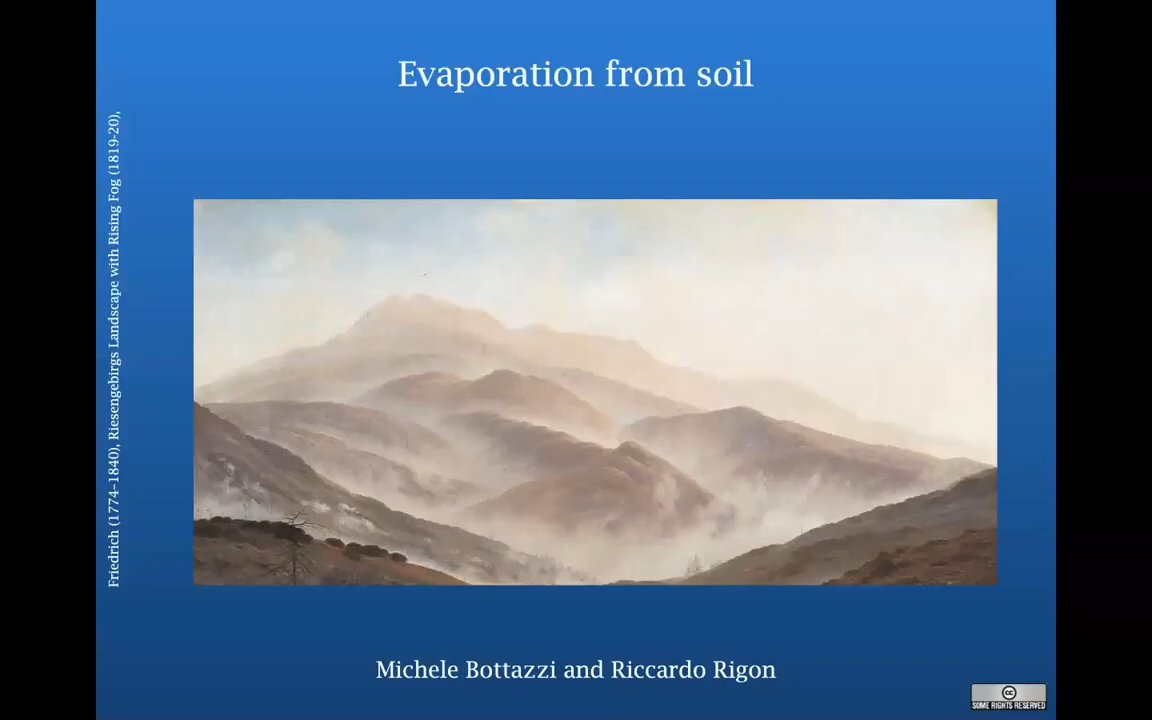 Evaporation from soil
Friedrich (1774-1840), Riesengebirgs Landscape with Rising Fog (1819-20),
Michele Bottazzi and Riccardo Rigon
cc
SOME RIGHTS RESERVED